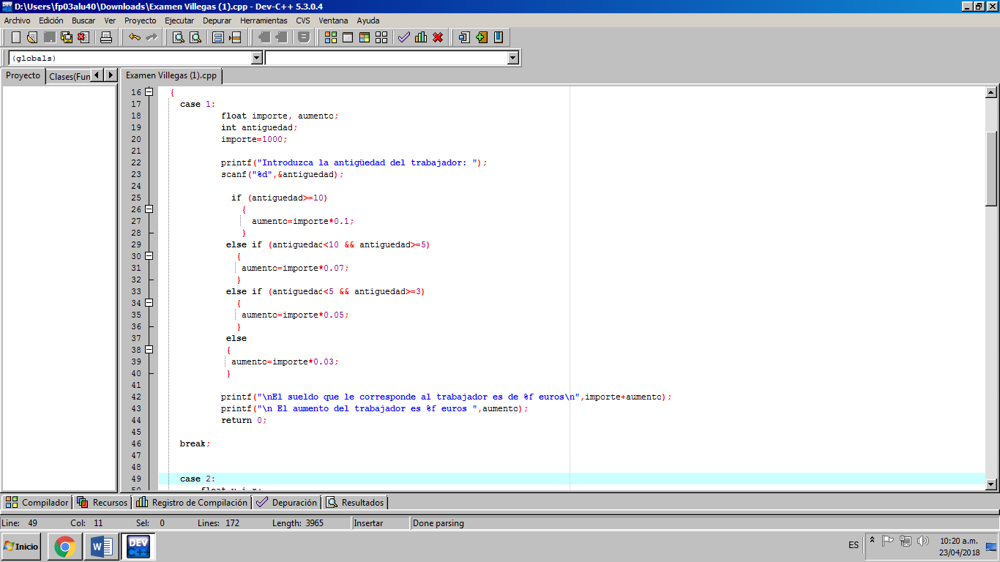 D:\Users\fp03alu40\Downloads\Examen Villegas (1).cpp - Dev-C++ 5.3.0.4
Archivo Edición Buscar Ver Proyecto Ejecutar Depurar Herramientas CVS Ventana Ayuda
(globals)
Proyecto Clases(Fun Examen Villegas (1).cpp
16 {
17 case 1:
18 float importe, aumento;
19 int antiguedad;
20 importe=1000;
21
22 printf("Introduzca la antigüedad del trabajador: ");
23 scanf("%d",&antiguedad);
24
25 if (antiguedad>=10)
26 {
27 aumento=importe*0.1;
28 }
29 else if (antiguedad<10 && antiguedad>=5)
30 {
31 aumento=importe*0.07;
32 }
33 else if (antiguedad<5 && antiguedad>=3)
34 {
35 aumento=importe*0.05;
36 }
37 else
38 {
39 aumento=importe*0.03;
40 }
41
42 printf("\nEl sueldo que le corresponde al trabajador es de %f euros\n",importe+aumento);
43 printf("\n El aumento del trabajador es %f euros ",aumento);
44 return 0;
45
46 break;
47
48
49 case 2:
50 float
Compilador Recursos Registro de Compilación Depuración Resultados
Line: 49 Col: 11 Sel: 0 Lines: 172 Length: 3965 Insertar Done parsing
Inicio W DEV C++ ES 10:20 a.m.
23/04/2018